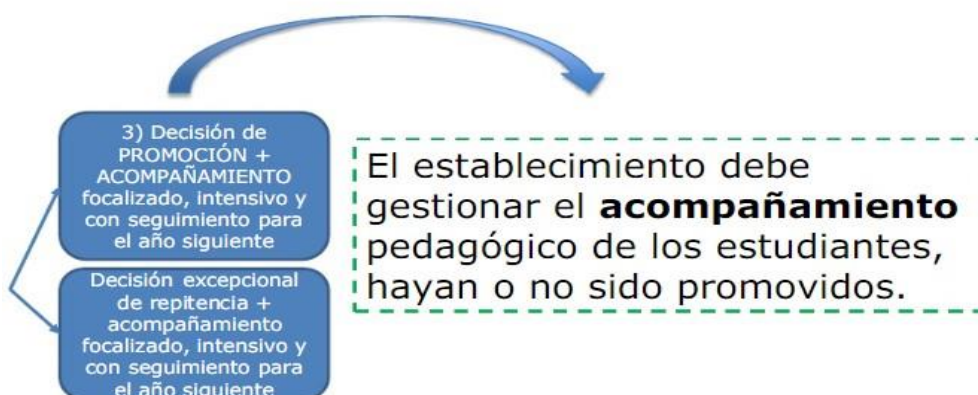 3) Decisión de
PROMOCIÓN +
ACOMPAÑAMIENTO
focalizado, intensivo y
con seguimiento para
el año siguiente
Decisión excepcional
de repitencia +
acompañamiento
focalizado, intensivo y
con seguimiento para
el año siguiente
El establecimiento debe
gestionar el acompañamiento
pedagógico de los estudiantes,
hayan o no sido promovidos.